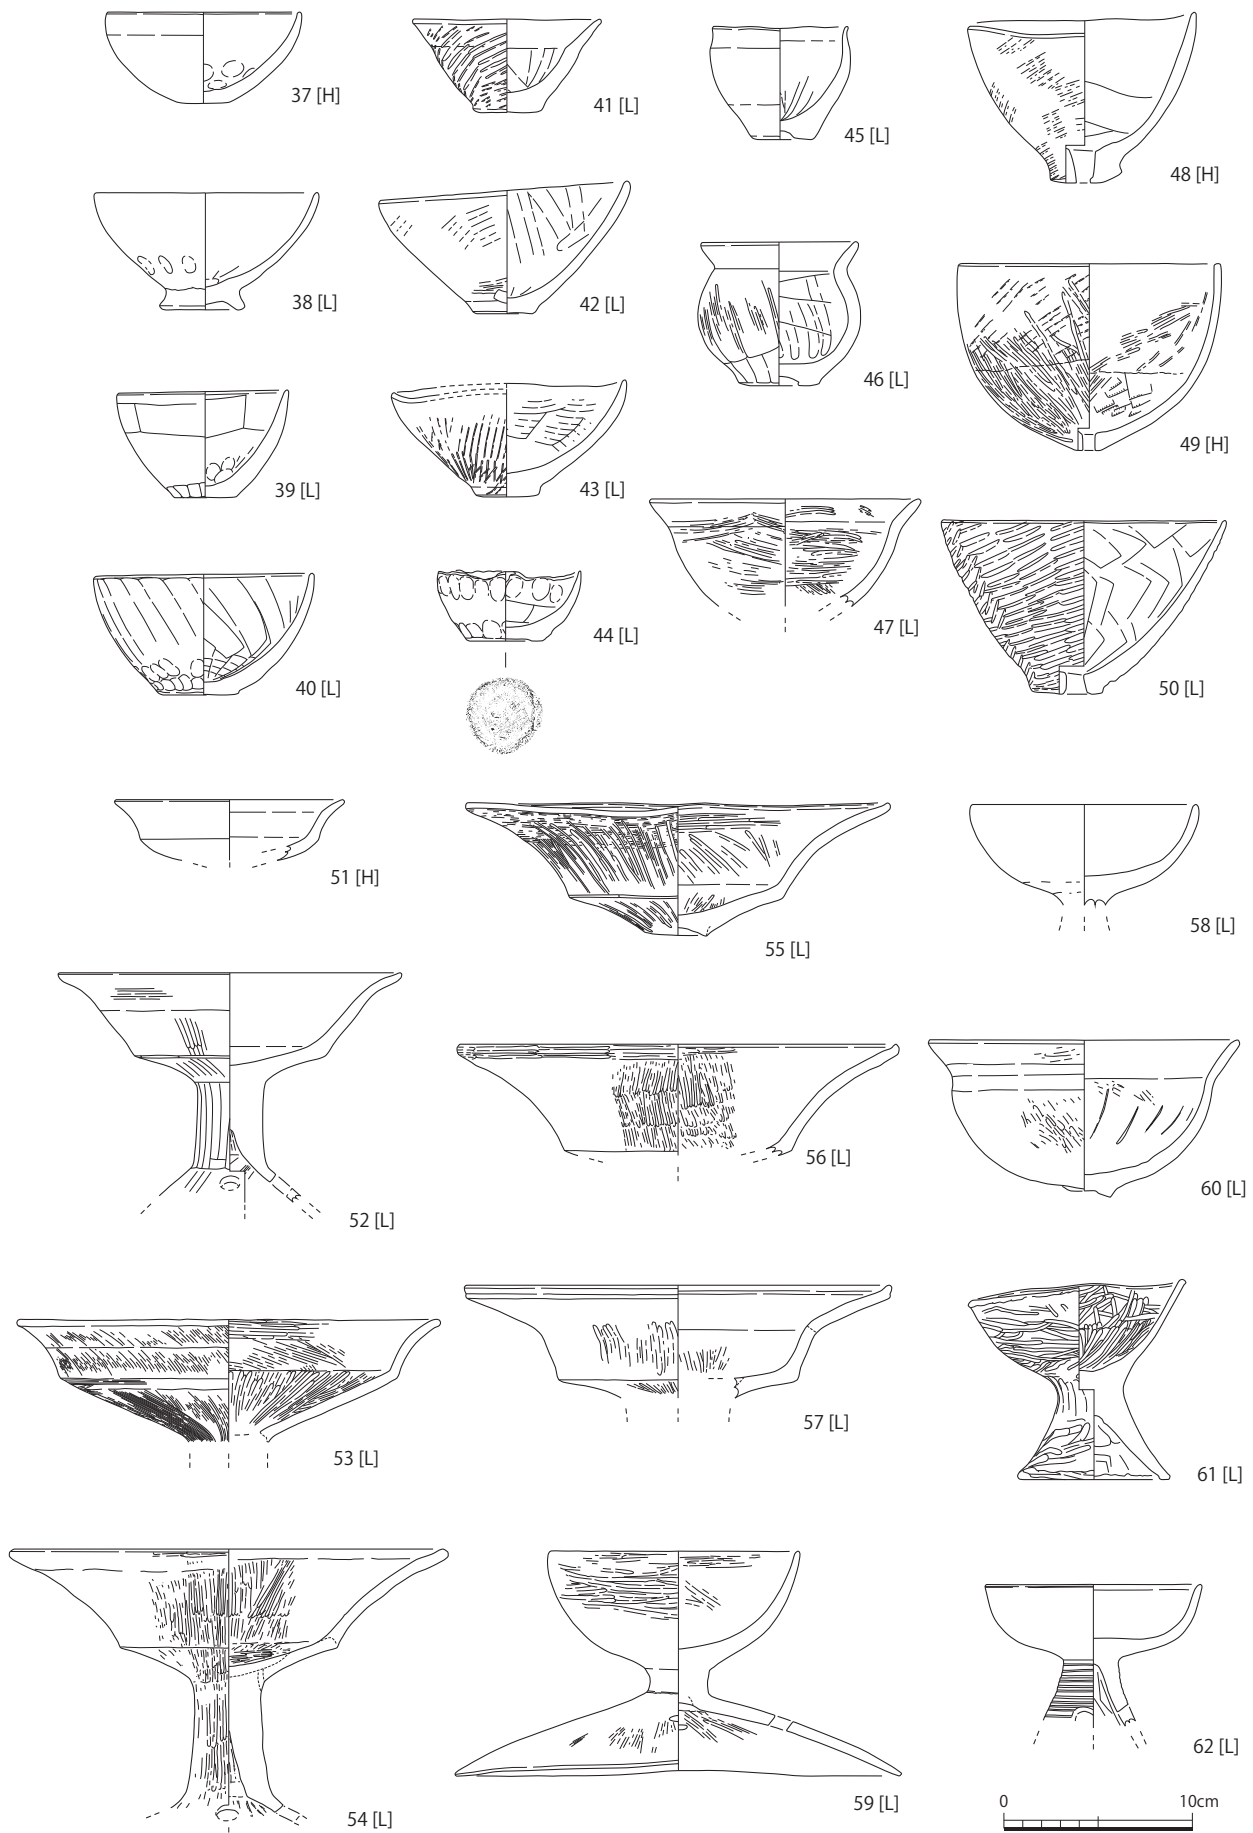 37 [H]
41 [L]
45 [L]
48 [H]
38 [L]
42 [L]
46 [L]
49 [H]
39 [L]
43 [L]
47 [L]
40 [L]
44 [L]
50 [L]
51 [H]
55 [L]
58 [L]
52 [L]
56 [L]
60 [L]
53 [L]
57 [L]
61 [L]
54 [L]
59 [L]
62 [L]
0 10cm